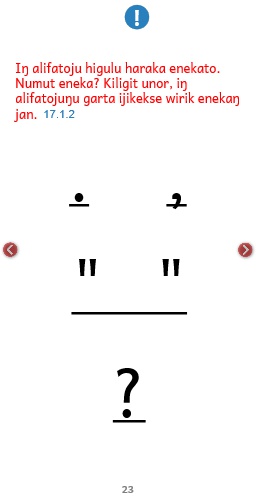 !
Iŋ alifatoju higulu haraka enekato.
Numut eneka? Kiligit unor, iŋ
alifatojuŋu garta ijikekse wirik enekaŋ
jan. 17.1.2
. ,
" "
?
23